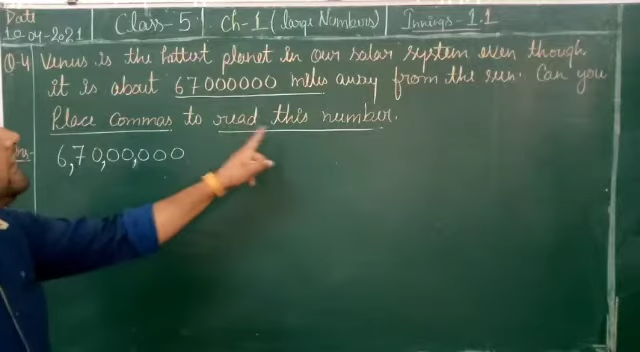 Date
10-04-2021
Class-5 Ch-1 (large Numbers) Innings-1.1
Q-4 Venus is the hottest planet in our solar system even though
it is about 67000000 miles away from the sun. Can you
Place commas to read this number.
Ans- 6,70,00,000